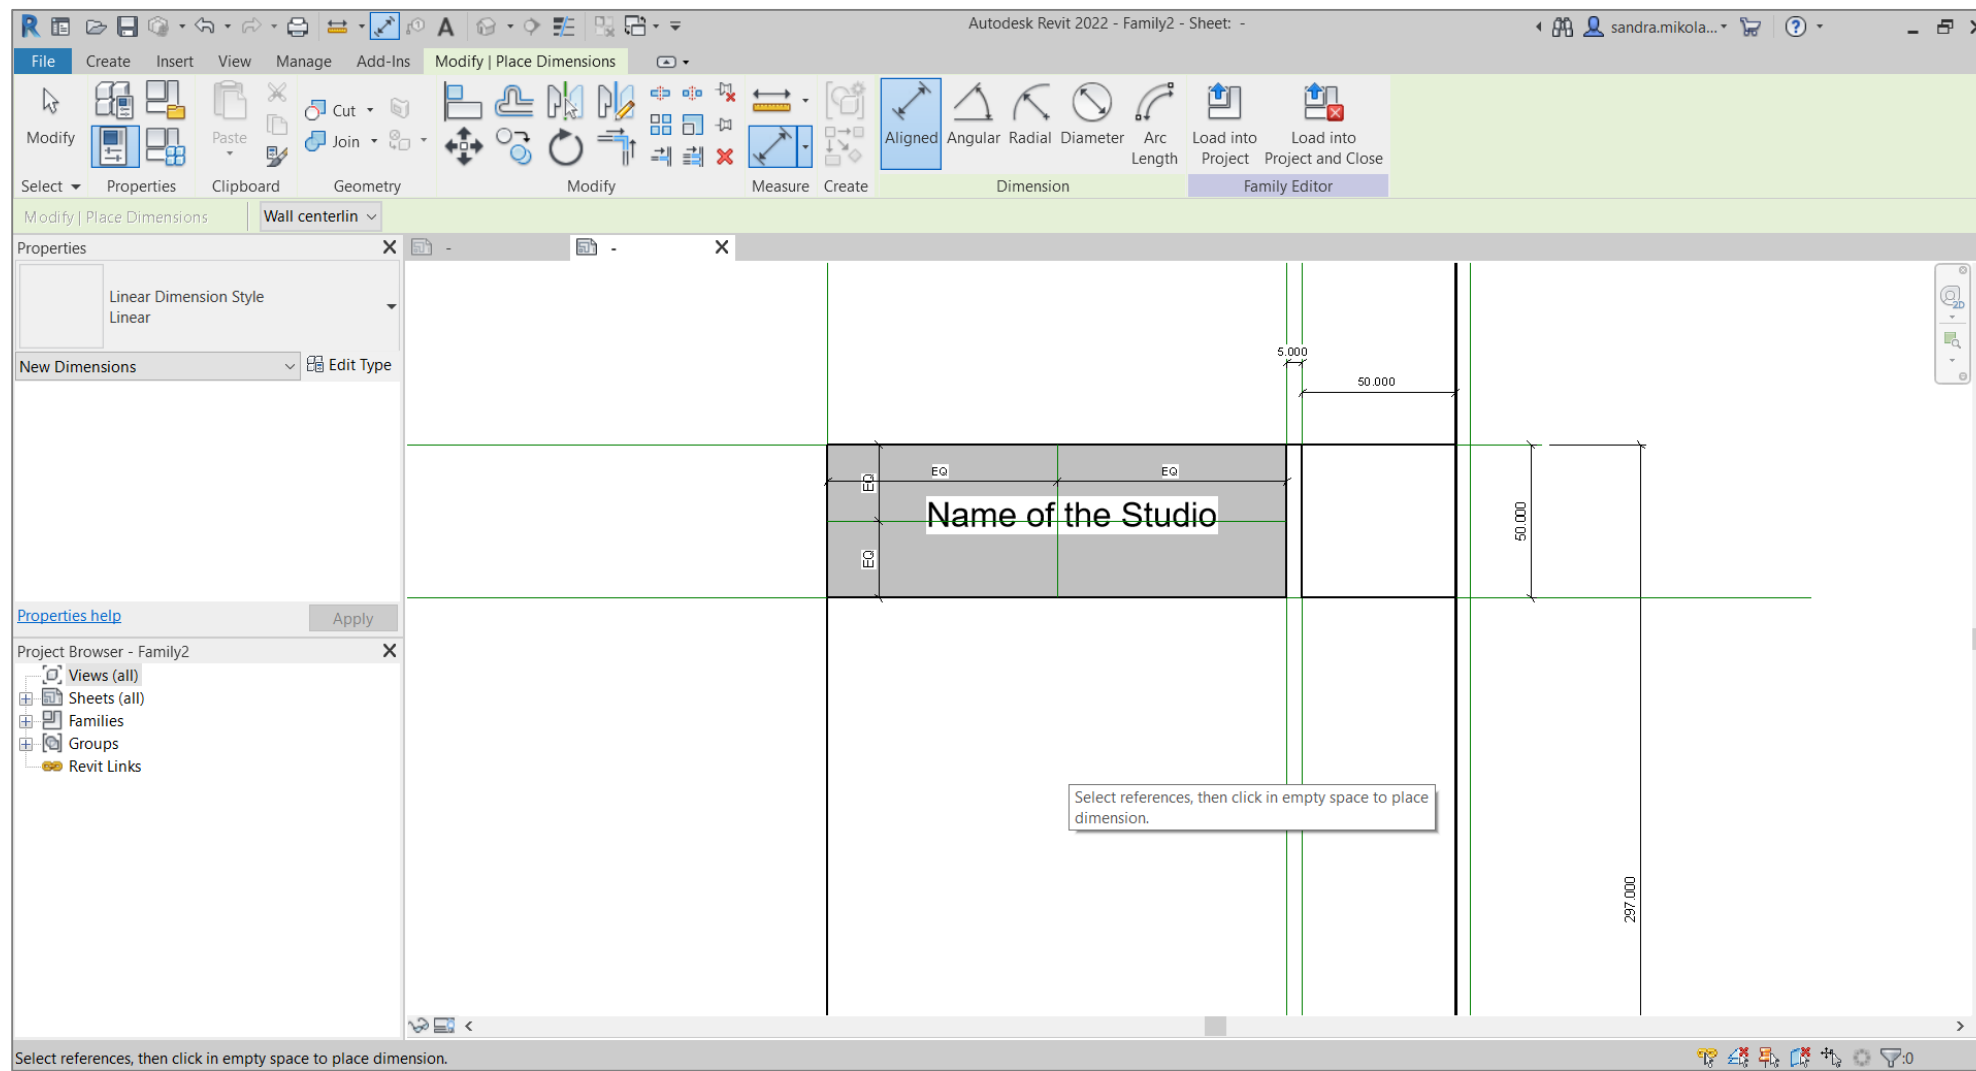 Autodesk Revit 2022 - Family2 - Sheet: -
sandra.mikola...
File Create Insert View Manage Add-Ins Modify | Place Dimensions
Modify
Paste
Cut
Join
Aligned Angular Radial Diameter Arc Length
Load into Project
Load into Project and Close
Select Properties Clipboard Geometry Modify Measure Create Dimension Family Editor
Modify | Place Dimensions Wall centerlin
Properties
-
-
Linear Dimension Style
Linear
New Dimensions
Edit Type
Properties help
Apply
Project Browser - Family2
Views (all)
Sheets (all)
Families
Groups
Revit Links
5.000
50.000
EQ
EQ
EQ
Name of the Studio
EQ
50.000
Select references, then click in empty space to place
dimension.
297.000
Select references, then click in empty space to place dimension.
:0